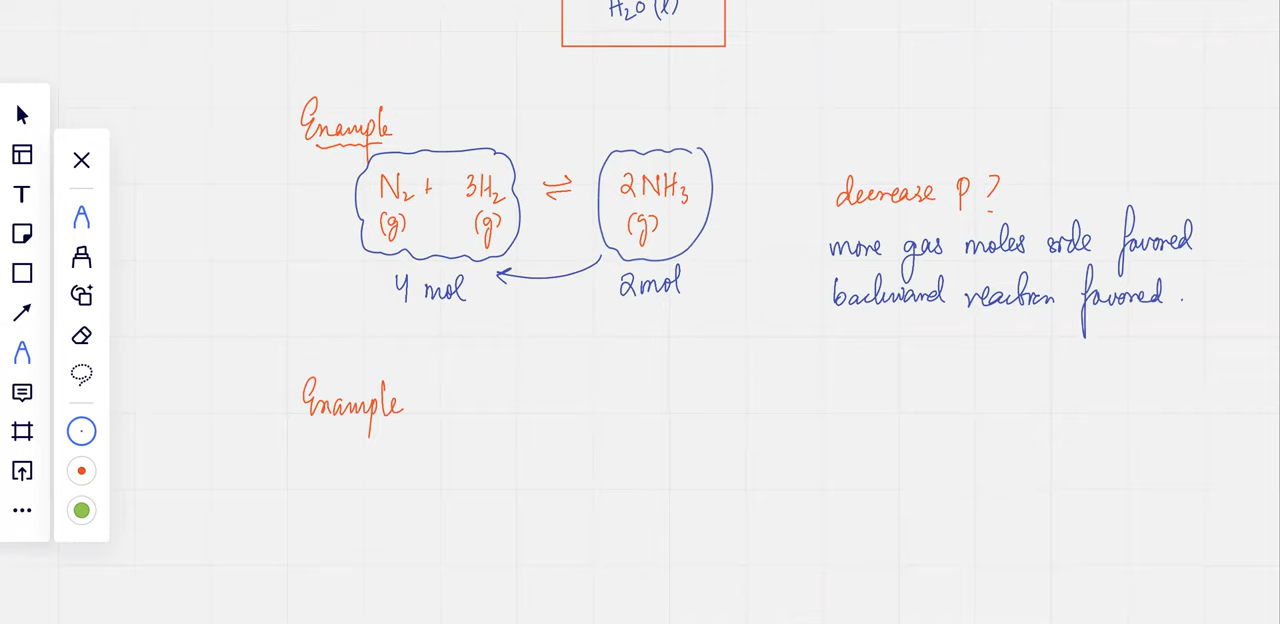 H₂O (l)
Example
N₂ + 3H₂ ⇌ 2NH₃
(g) (g) (g)
4 mol 2mol
decrease P ?
more gas moles side favored
backward reaction favored .
Example
T